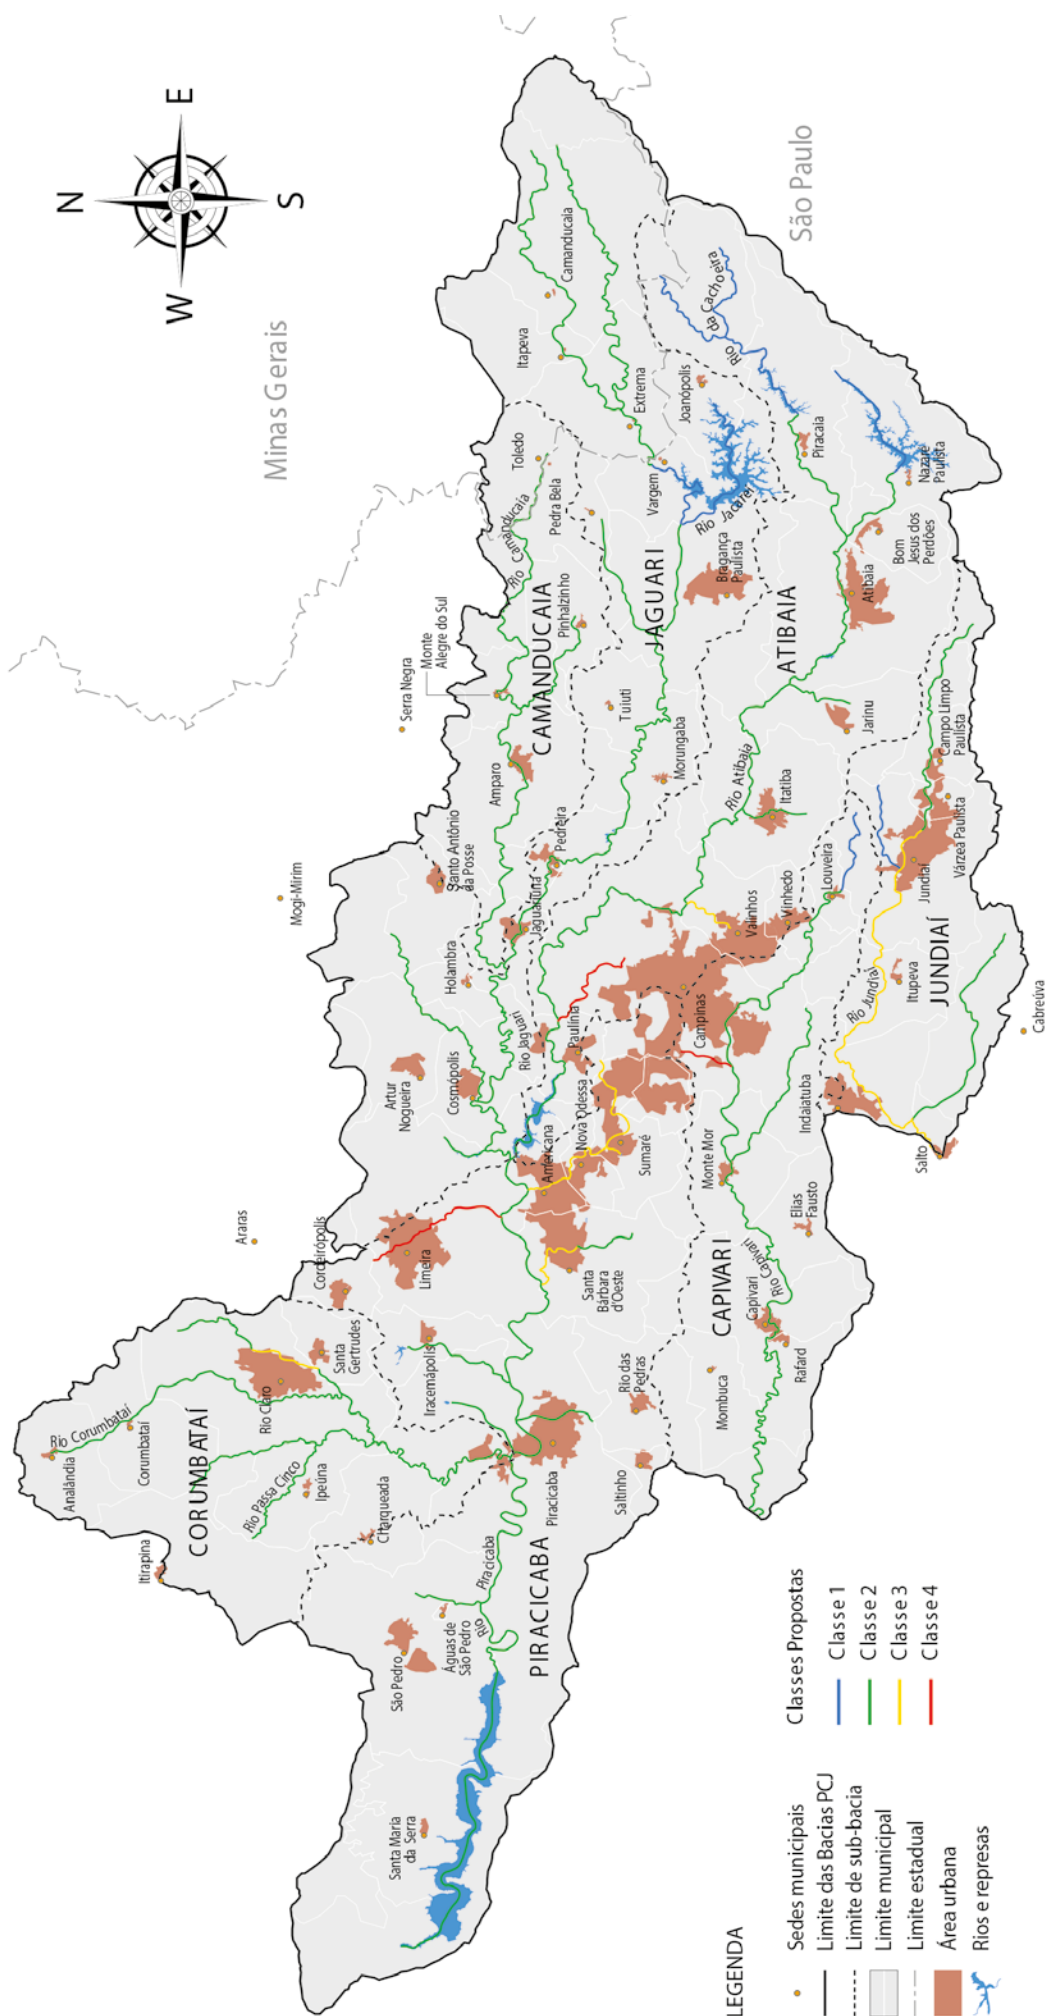 N
W
E
S
Minas Gerais
São Paulo
Camanducaia
Itapeva
Extrema
Toledo
Rio Camanducaia
Pedra Bela
Vargem
Joanópolis
Rio da Cachoeira
Rio Jacareí
Piracaia
Nazaré
Paulista
Bom
Jesus dos
Perdões
Atibaia
Bragança
Paulista
JAGUARI
ATIBAIA
CAMANDUCAIA
Pinhalzinho
Monte
Alegre do Sul
Serra Negra
Tuiuti
Morungaba
Amparo
Pedreira
Santo Antônio
da Posse
Mogi-Mirim
Jaguariúna
Holambra
Rio Jaguari
Rio Atibaia
Itatiba
Jarinu
Campo Limpo
Paulista
Várzea Paulista
Jundiaí
Louveira
Vinhedo
Valinhos
Itupeva
JUNDIAÍ
Rio Jundiaí
Cabreúva
Campinas
Paulínia
Artur
Nogueira
Cosmópolis
Nova Odessa
Americana
Sumaré
Monte Mor
Indaiatuba
Salto
Elias
Fausto
Araras
Cordeirópolis
Limeira
Santa
Bárbara
d'Oeste
CAPIVARI
Rio Capivari
Capivari
Rafard
Mombuca
Rio das
Pedras
Saltinho
Santa
Gertrudes
Iracemápolis
Rio Claro
Rio Corumbataí
Corumbataí
Analândia
CORUMBATAÍ
Rio Passa Cinco
Ipeúna
Itirapina
Charqueada
Piracicaba
PIRACICABA
Rio Piracicaba
Águas de
São Pedro
São Pedro
Santa Maria
da Serra
LEGENDA
Sedes municipais
Limite das Bacias PCJ
Limite de sub-bacia
Limite municipal
Limite estadual
Área urbana
Rios e represas
Classes Propostas
Classe 1
Classe 2
Classe 3
Classe 4